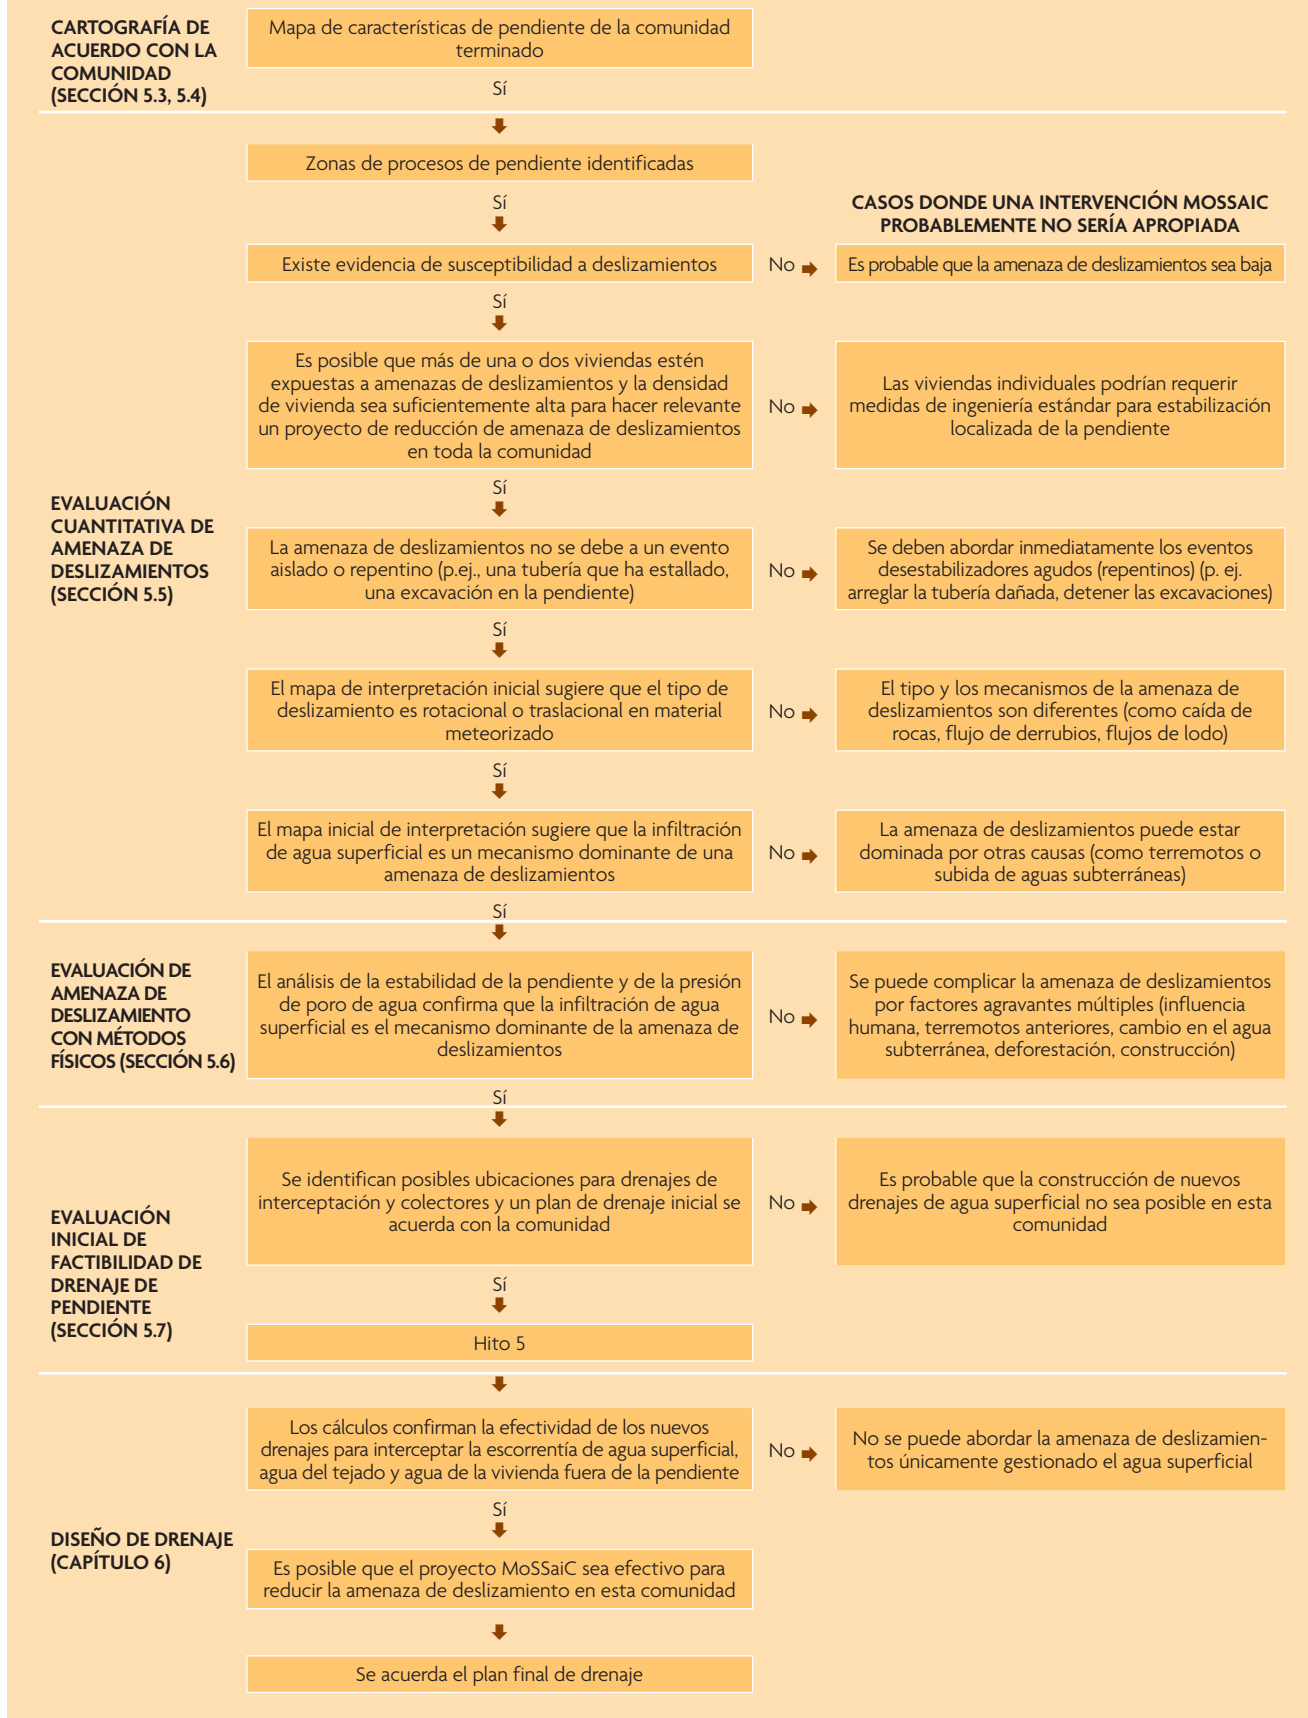 CARTOGRAFÍA DE
ACUERDO CON LA
COMUNIDAD
(SECCIÓN 5.3, 5.4)
Mapa de características de pendiente de la comunidad
terminado
Sí
Zonas de procesos de pendiente identificadas
Sí
CASOS DONDE UNA INTERVENCIÓN MOSSAIC
PROBABLEMENTE NO SERÍA APROPIADA
Existe evidencia de susceptibilidad a deslizamientos
No
Es probable que la amenaza de deslizamientos sea baja
Sí
Es posible que más de una o dos viviendas estén
expuestas a amenazas de deslizamientos y la densidad
de vivienda sea suficientemente alta para hacer relevante
un proyecto de reducción de amenaza de deslizamientos
en toda la comunidad
No
Las viviendas individuales podrían requerir
medidas de ingeniería estándar para estabilización
localizada de la pendiente
Sí
EVALUACIÓN
CUANTITATIVA DE
AMENAZA DE
DESLIZAMIENTOS
(SECCIÓN 5.5)
La amenaza de deslizamientos no se debe a un evento
aislado o repentino (p.ej., una tubería que ha estallado,
una excavación en la pendiente)
No
Se deben abordar inmediatamente los eventos
desestabilizadores agudos (repentinos) (p. ej.
arreglar la tubería dañada, detener las excavaciones)
Sí
El mapa de interpretación inicial sugiere que el tipo de
deslizamiento es rotacional o traslacional en material
meteorizado
No
El tipo y los mecanismos de la amenaza de
deslizamientos son diferentes (como caída de
rocas, flujo de derrubios, flujos de lodo)
Sí
El mapa inicial de interpretación sugiere que la infiltración
de agua superficial es un mecanismo dominante de una
amenaza de deslizamientos
No
La amenaza de deslizamientos puede estar
dominada por otras causas (como terremotos o
subida de aguas subterráneas)
Sí
EVALUACIÓN DE
AMENAZA DE
DESLIZAMIENTO
CON MÉTODOS
FÍSICOS (SECCIÓN 5.6)
El análisis de la estabilidad de la pendiente y de la presión
de poro de agua confirma que la infiltración de agua
superficial es el mecanismo dominante de la amenaza de
deslizamientos
No
Se puede complicar la amenaza de deslizamientos
por factores agravantes múltiples (influencia
humana, terremotos anteriores, cambio en el agua
subterránea, deforestación, construcción)
Sí
EVALUACIÓN
INICIAL DE
FACTIBILIDAD DE
DRENAJE DE
PENDIENTE
(SECCIÓN 5.7)
Se identifican posibles ubicaciones para drenajes de
interceptación y colectores y un plan de drenaje inicial se
acuerda con la comunidad
No
Es probable que la construcción de nuevos
drenajes de agua superficial no sea posible en esta
comunidad
Sí
Hito 5
Los cálculos confirman la efectividad de los nuevos
drenajes para interceptar la escorrentía de agua superficial,
agua del tejado y agua de la vivienda fuera de la pendiente
No
No se puede abordar la amenaza de deslizamien-
tos únicamente gestionado el agua superficial
Sí
DISEÑO DE DRENAJE
(CAPÍTULO 6)
Es posible que el proyecto MoSSaiC sea efectivo para
reducir la amenaza de deslizamiento en esta comunidad
Se acuerda el plan final de drenaje